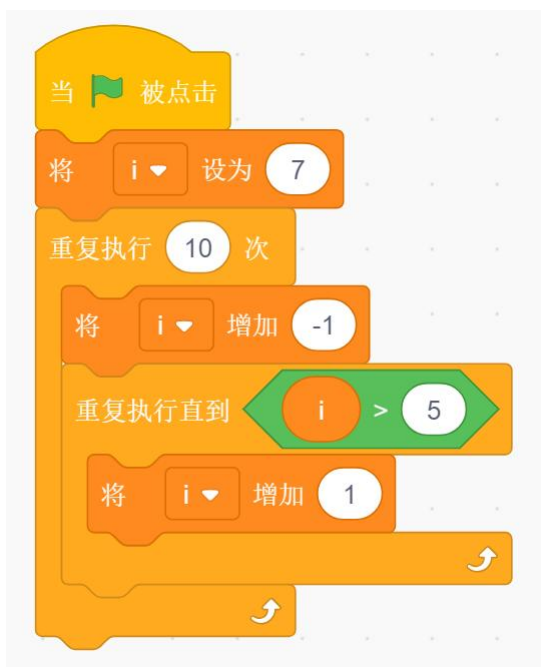 当 被点击
将 i 设为 7
重复执行 10 次
将 i 增加 -1
重复执行直到 i > 5
将 i 增加 1